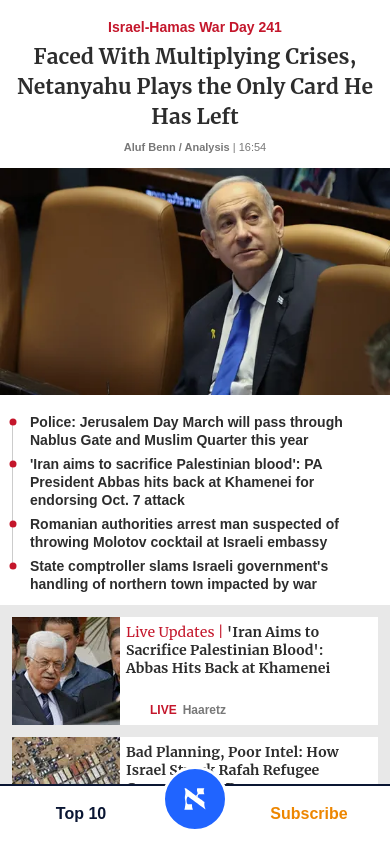 Israel-Hamas War Day 241
Faced With Multiplying Crises,
Netanyahu Plays the Only Card He
Has Left
Aluf Benn / Analysis | 16:54
Police: Jerusalem Day March will pass through
Nablus Gate and Muslim Quarter this year
'Iran aims to sacrifice Palestinian blood': PA
President Abbas hits back at Khamenei for
endorsing Oct. 7 attack
Romanian authorities arrest man suspected of
throwing Molotov cocktail at Israeli embassy
State comptroller slams Israeli government's
handling of northern town impacted by war
Live Updates | 'Iran Aims to
Sacrifice Palestinian Blood':
Abbas Hits Back at Khamenei
LIVE Haaretz
Bad Planning, Poor Intel: How
Israel Rafah Refugee
Top 10
Subscribe